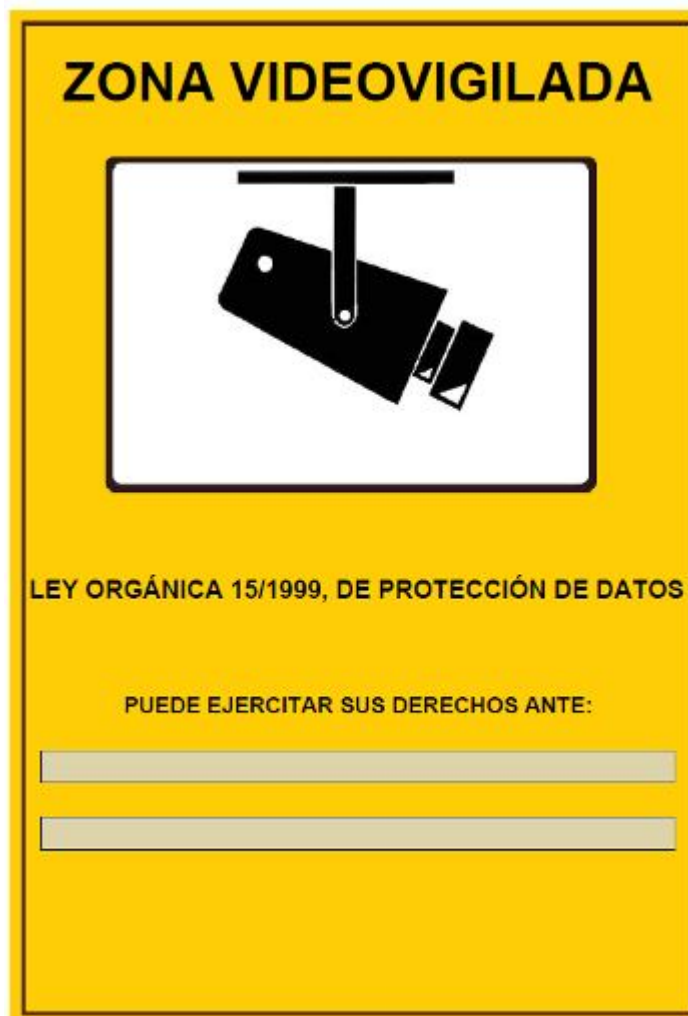 ZONA VIDEOVIGILADA
LEY ORGÁNICA 15/1999, DE PROTECCIÓN DE DATOS
PUEDE EJERCITAR SUS DERECHOS ANTE: